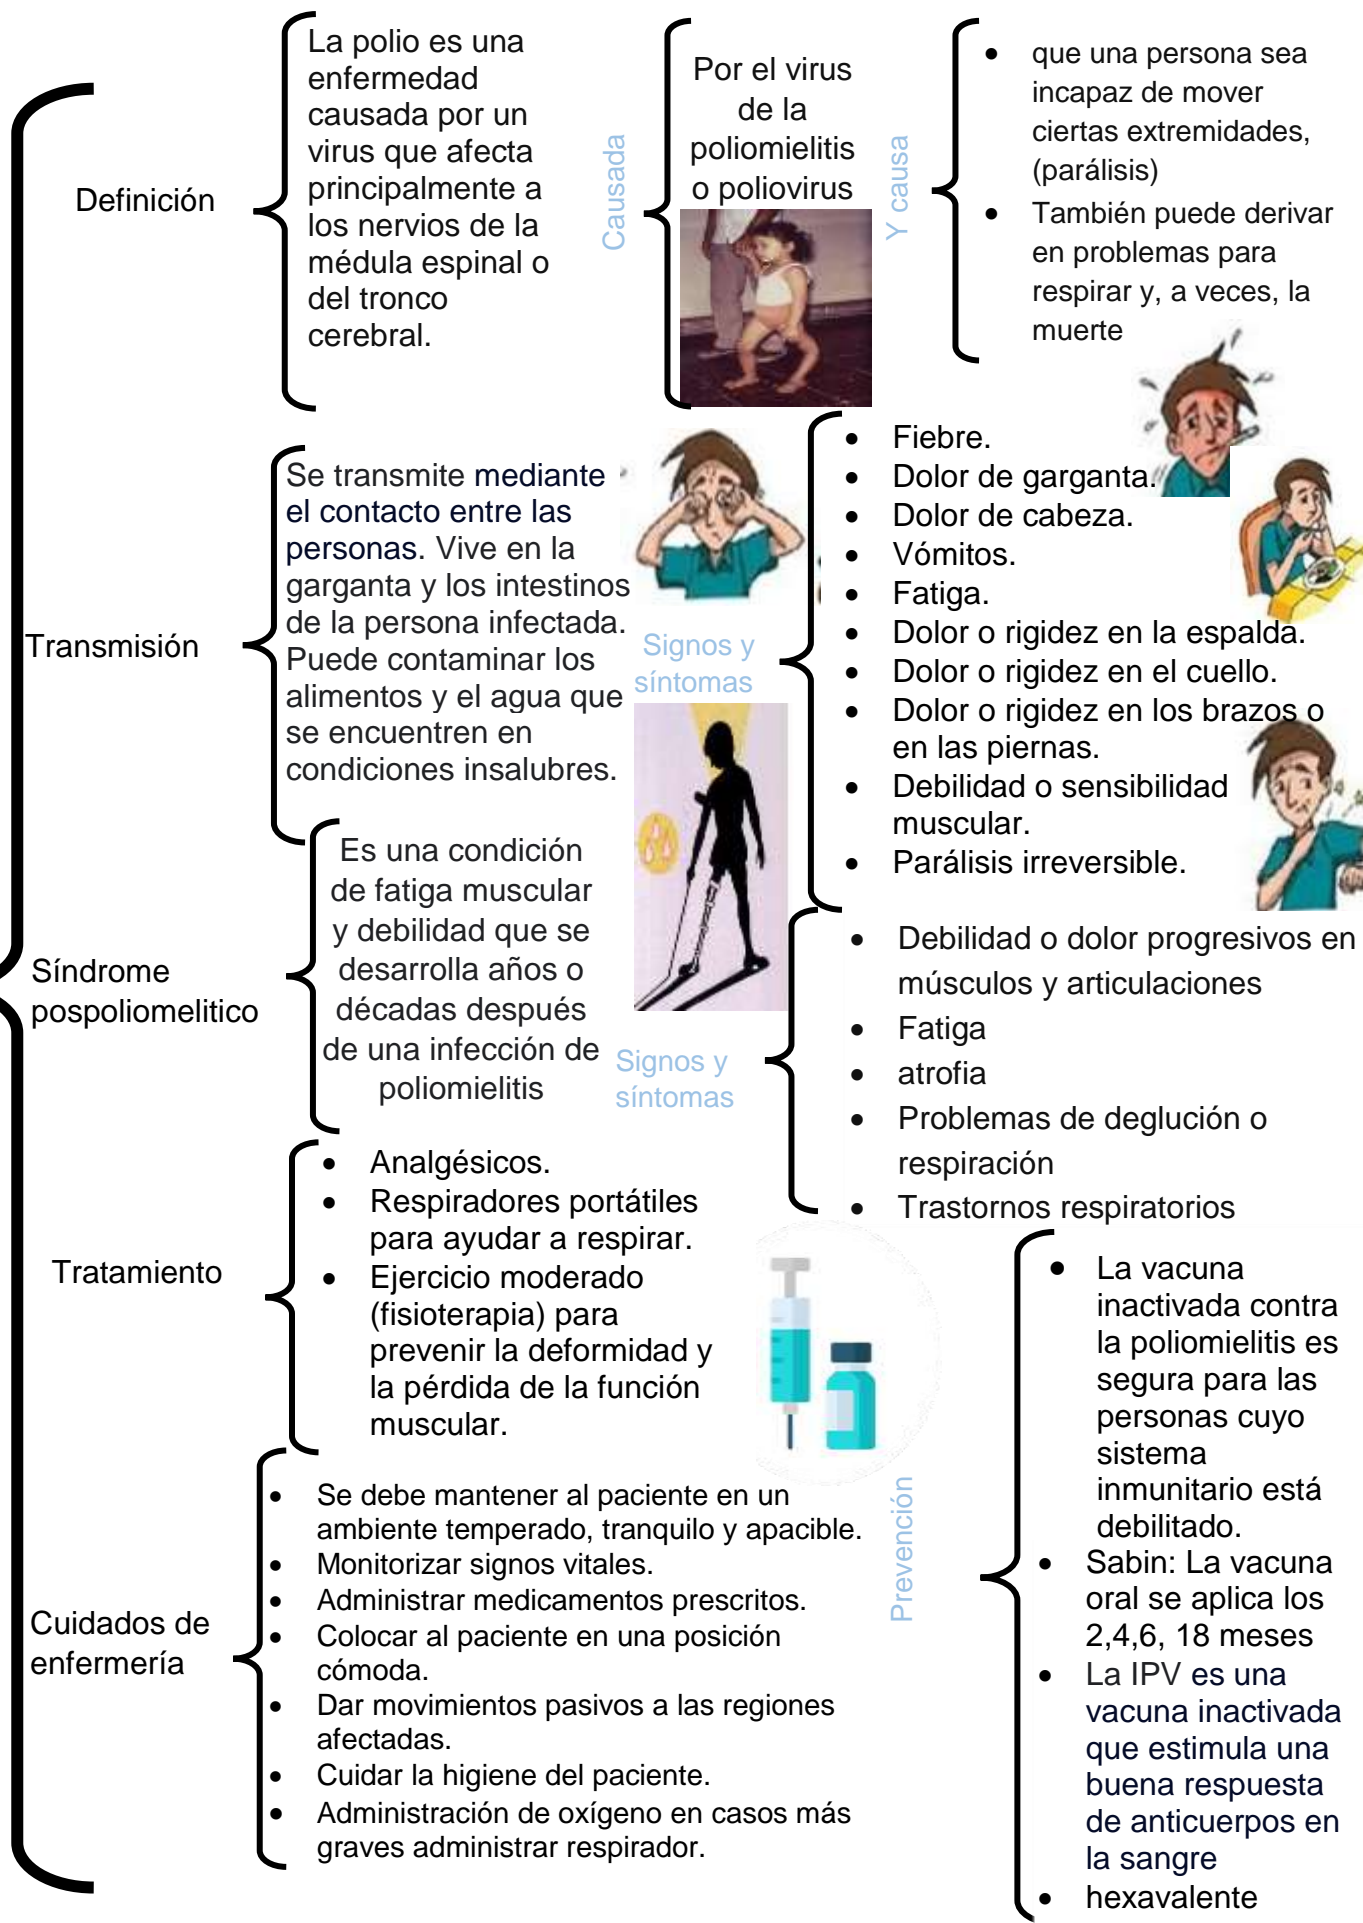 Definición
La polio es una
enfermedad
causada por un
virus que afecta
principalmente a
los nervios de la
médula espinal o
del tronco
cerebral.
Causada
Por el virus
de la
poliomielitis
o poliovirus
Y causa
• que una persona sea
incapaz de mover
ciertas extremidades,
(parálisis)
• También puede derivar
en problemas para
respirar y, a veces, la
muerte
Transmisión
Se transmite mediante
el contacto entre las
personas. Vive en la
garganta y los intestinos
de la persona infectada.
Puede contaminar los
alimentos y el agua que
se encuentren en
condiciones insalubres.
Signos y
síntomas
• Fiebre.
• Dolor de garganta.
• Dolor de cabeza.
• Vómitos.
• Fatiga.
• Dolor o rigidez en la espalda.
• Dolor o rigidez en el cuello.
• Dolor o rigidez en los brazos o
en las piernas.
• Debilidad o sensibilidad
muscular.
• Parálisis irreversible.
Síndrome
pospoliomelitico
Es una condición
de fatiga muscular
y debilidad que se
desarrolla años o
décadas después
de una infección de
poliomielitis
Signos y
síntomas
• Debilidad o dolor progresivos en
músculos y articulaciones
• Fatiga
• atrofia
• Problemas de deglución o
respiración
• Trastornos respiratorios
Tratamiento
• Analgésicos.
• Respiradores portátiles
para ayudar a respirar.
• Ejercicio moderado
(fisioterapia) para
prevenir la deformidad y
la pérdida de la función
muscular.
Cuidados de
enfermería
• Se debe mantener al paciente en un
ambiente temperado, tranquilo y apacible.
• Monitorizar signos vitales.
• Administrar medicamentos prescritos.
• Colocar al paciente en una posición
cómoda.
• Dar movimientos pasivos a las regiones
afectadas.
• Cuidar la higiene del paciente.
• Administración de oxígeno en casos más
graves administrar respirador.
Prevención
• La vacuna
inactivada contra
la poliomielitis es
segura para las
personas cuyo
sistema
inmunitario está
debilitado.
• Sabin: La vacuna
oral se aplica los
2,4,6, 18 meses
• La IPV es una
vacuna inactivada
que estimula una
buena respuesta
de anticuerpos en
la sangre
• hexavalente